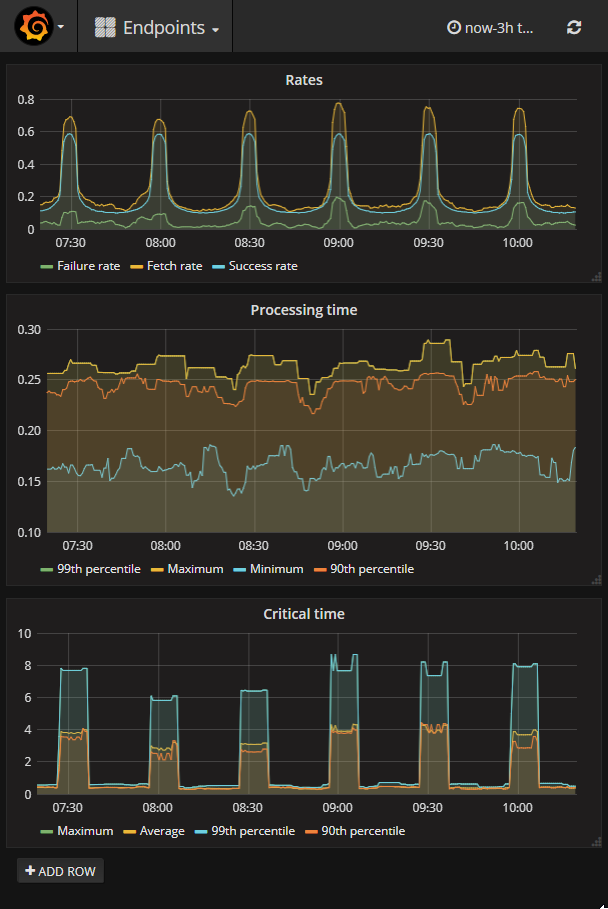 Endpoints now-3h t...
Rates
0.8
0.6
0.4
0.2
0
07:30 08:00 08:30 09:00 09:30 10:00
Failure rate Fetch rate Success rate
Processing time
0.30
0.25
0.20
0.15
0.10
07:30 08:00 08:30 09:00 09:30 10:00
99th percentile Maximum Minimum 90th percentile
Critical time
10
8
6
4
2
0
07:30 08:00 08:30 09:00 09:30 10:00
Maximum Average 99th percentile 90th percentile
+ ADD ROW